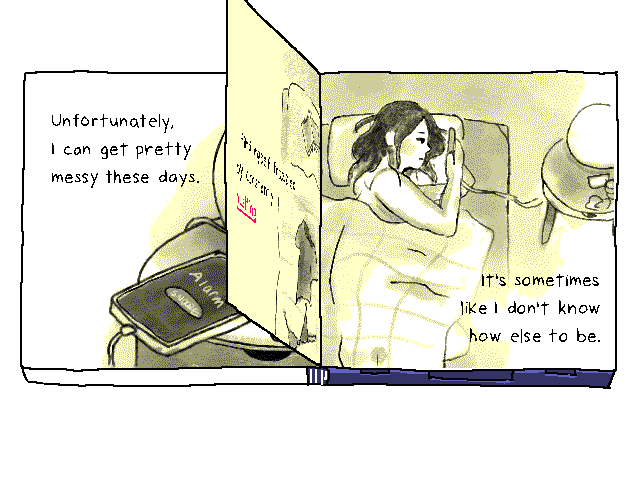 Unfortunately,
I can get pretty
messy these days.
Alarm
It's sometimes
like I don't know
how else to be.